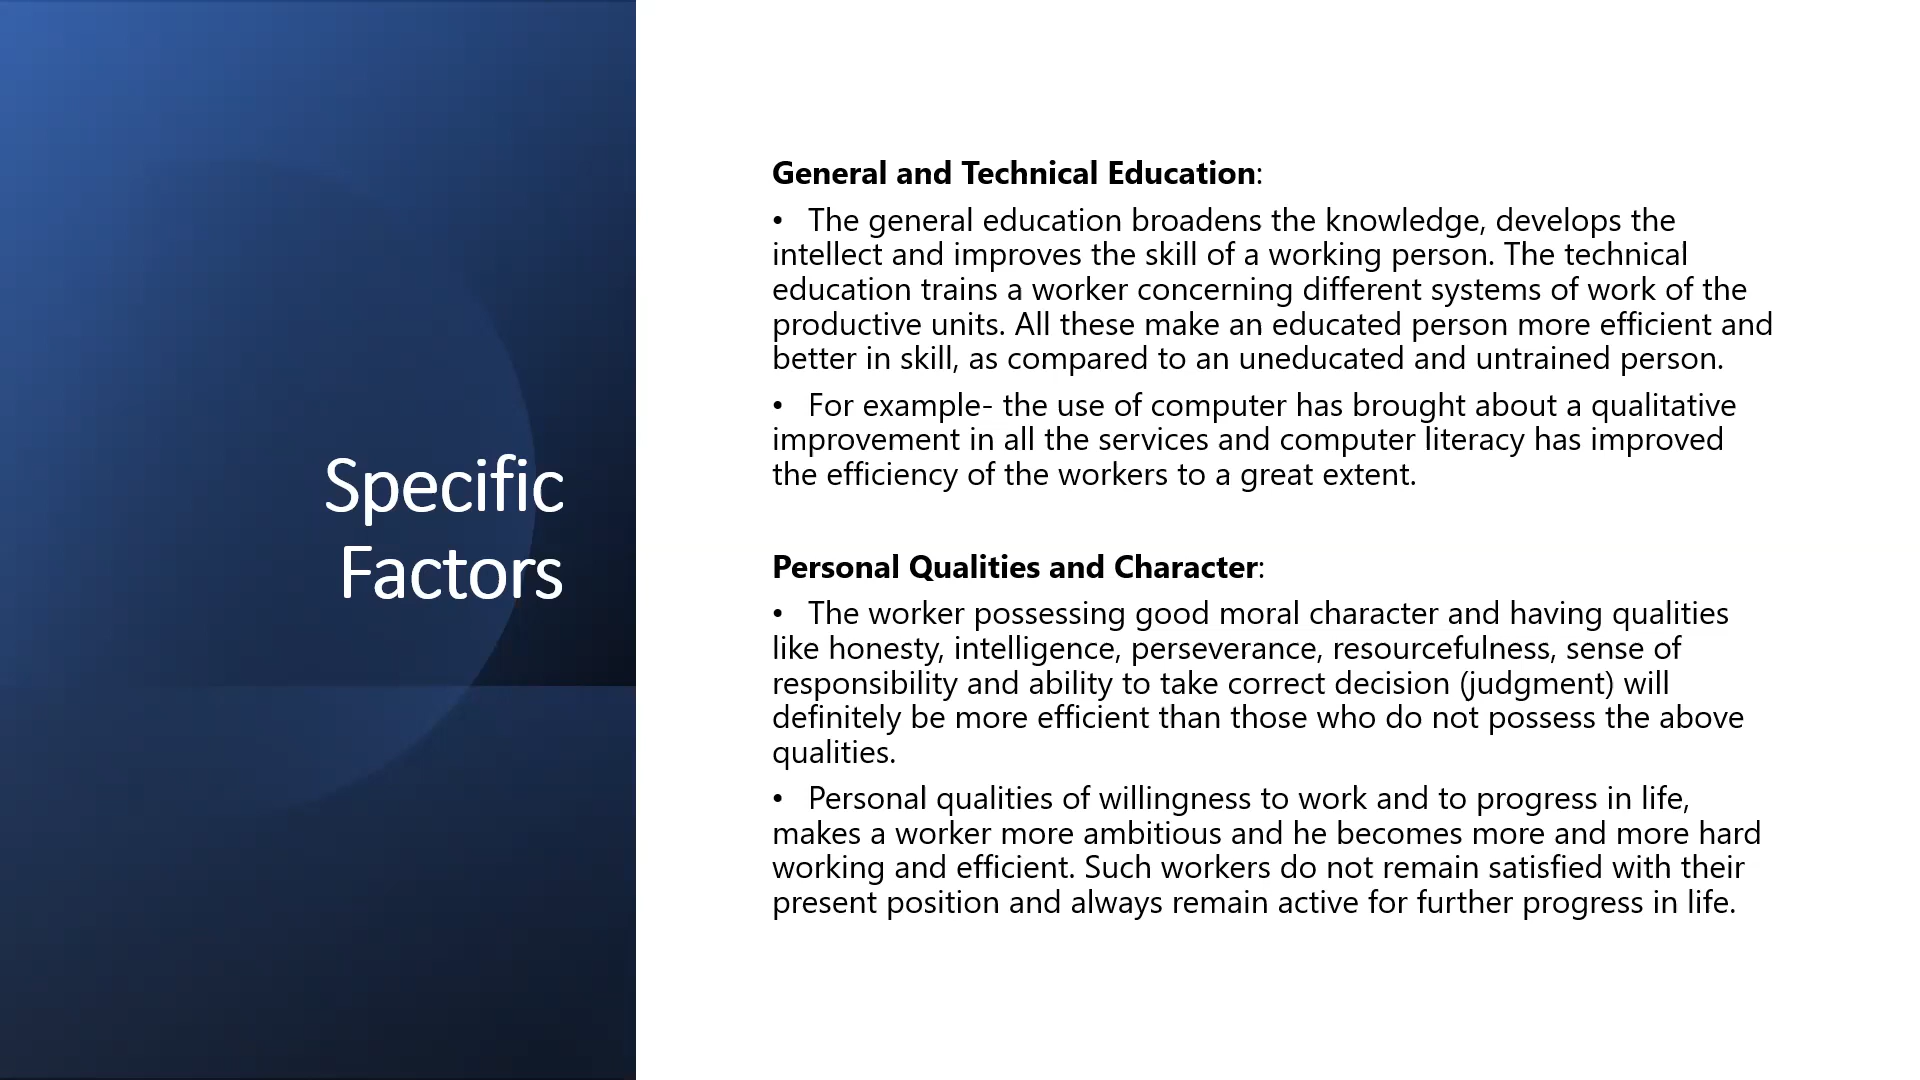 Specific
Factors
General and Technical Education:
• The general education broadens the knowledge, develops the
intellect and improves the skill of a working person. The technical
education trains a worker concerning different systems of work of the
productive units. All these make an educated person more efficient and
better in skill, as compared to an uneducated and untrained person.
• For example- the use of computer has brought about a qualitative
improvement in all the services and computer literacy has improved
the efficiency of the workers to a great extent.
Personal Qualities and Character:
• The worker possessing good moral character and having qualities
like honesty, intelligence, perseverance, resourcefulness, sense of
responsibility and ability to take correct decision (judgment) will
definitely be more efficient than those who do not possess the above
qualities.
• Personal qualities of willingness to work and to progress in life,
makes a worker more ambitious and he becomes more and more hard
working and efficient. Such workers do not remain satisfied with their
present position and always remain active for further progress in life.